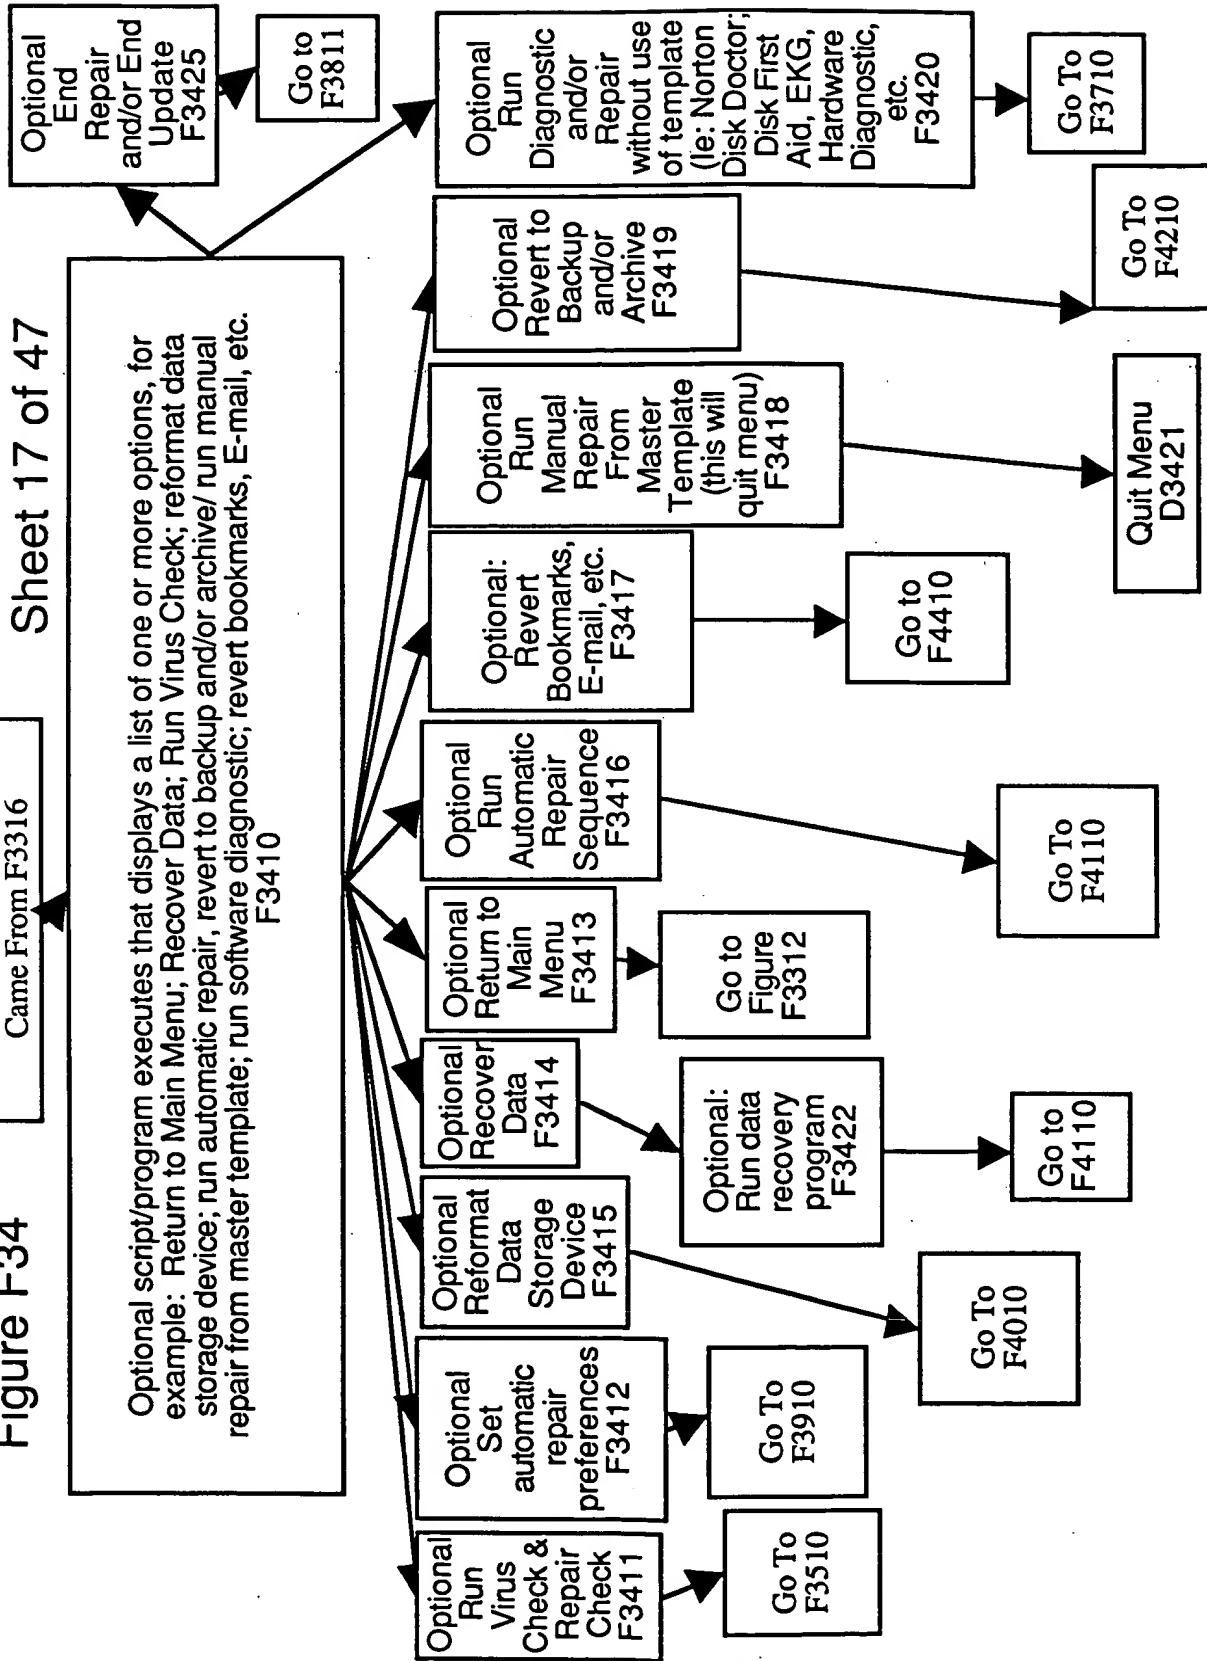 Figure F34
Sheet 17 of 47
Came From F3316
Optional script/program executes that displays a list of one or more options, for
example: Return to Main Menu; Recover Data; Run Virus Check; reformat data
storage device; run automatic repair, revert to backup and/or archive/ run manual
repair from master template; run software diagnostic; revert bookmarks, E-mail, etc.
F3410
Optional
End
Repair
and/or End
Update
F3425
Go to
F3811
Optional
Run
Virus
Check &
Repair
Check
F3411
Go To
F3510
Optional
Set
automatic
repair
preferences
F3412
Go To
F3910
Optional
Reformat
Data
Storage
Device
F3415
Go To
F4010
Optional
Recover
Data
F3414
Optional:
Run data
recovery
program
F3422
Go to
F4110
Optional
Return to
Main
Menu
F3413
Go to
Figure
F3312
Optional
Run
Automatic
Repair
Sequence
F3416
Go To
F4110
Optional:
Revert
Bookmarks,
E-mail, etc.
F3417
Go to
F4410
Optional
Run
Manual
Repair
From
Master
Template
(this will
quit menu)
F3418
Quit Menu
D3421
Optional
Revert to
Backup
and/or
Archive
F3419
Go To
F4210
Optional
Run
Diagnostic
and/or
Repair
without use
of template
(Ie: Norton
Disk Doctor;
Disk First
Aid, EKG,
Hardware
Diagnostic,
etc.
F3420
Go To
F3710